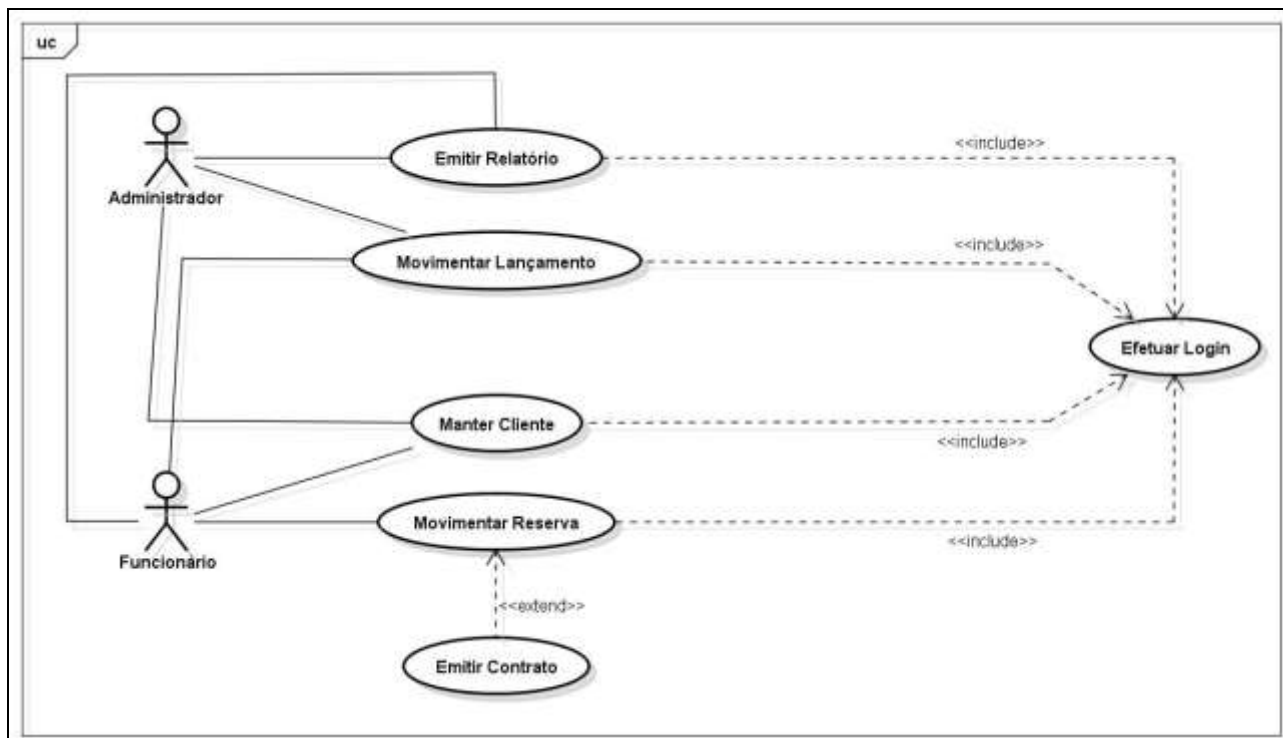 uc
Emitir Relatório
<<include>>
Administrador
Movimentar Lançamento
<<include>>
Efetuar Login
Manter Cliente
<<include>>
Movimentar Reserva
<<include>>
Funcionário
<<extend>>
Emitir Contrato